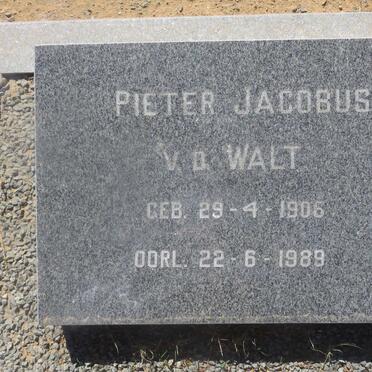 PIETER JACOBUS
V.D. WALT
GEB. 29-4-1906
OORL. 22-6-1989